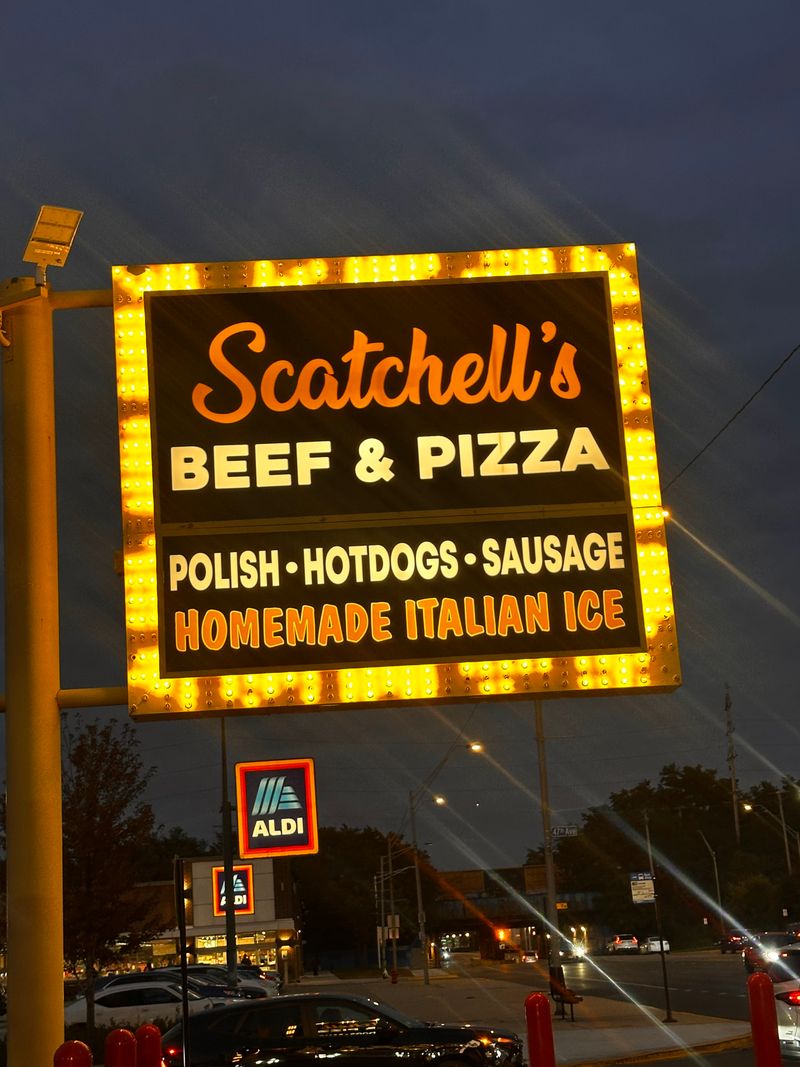 Scatchell's
BEEF & PIZZA
POLISH • HOTDOGS • SAUSAGE
HOMEMADE ITALIAN ICE
ALDI
ALDI
47th Ave